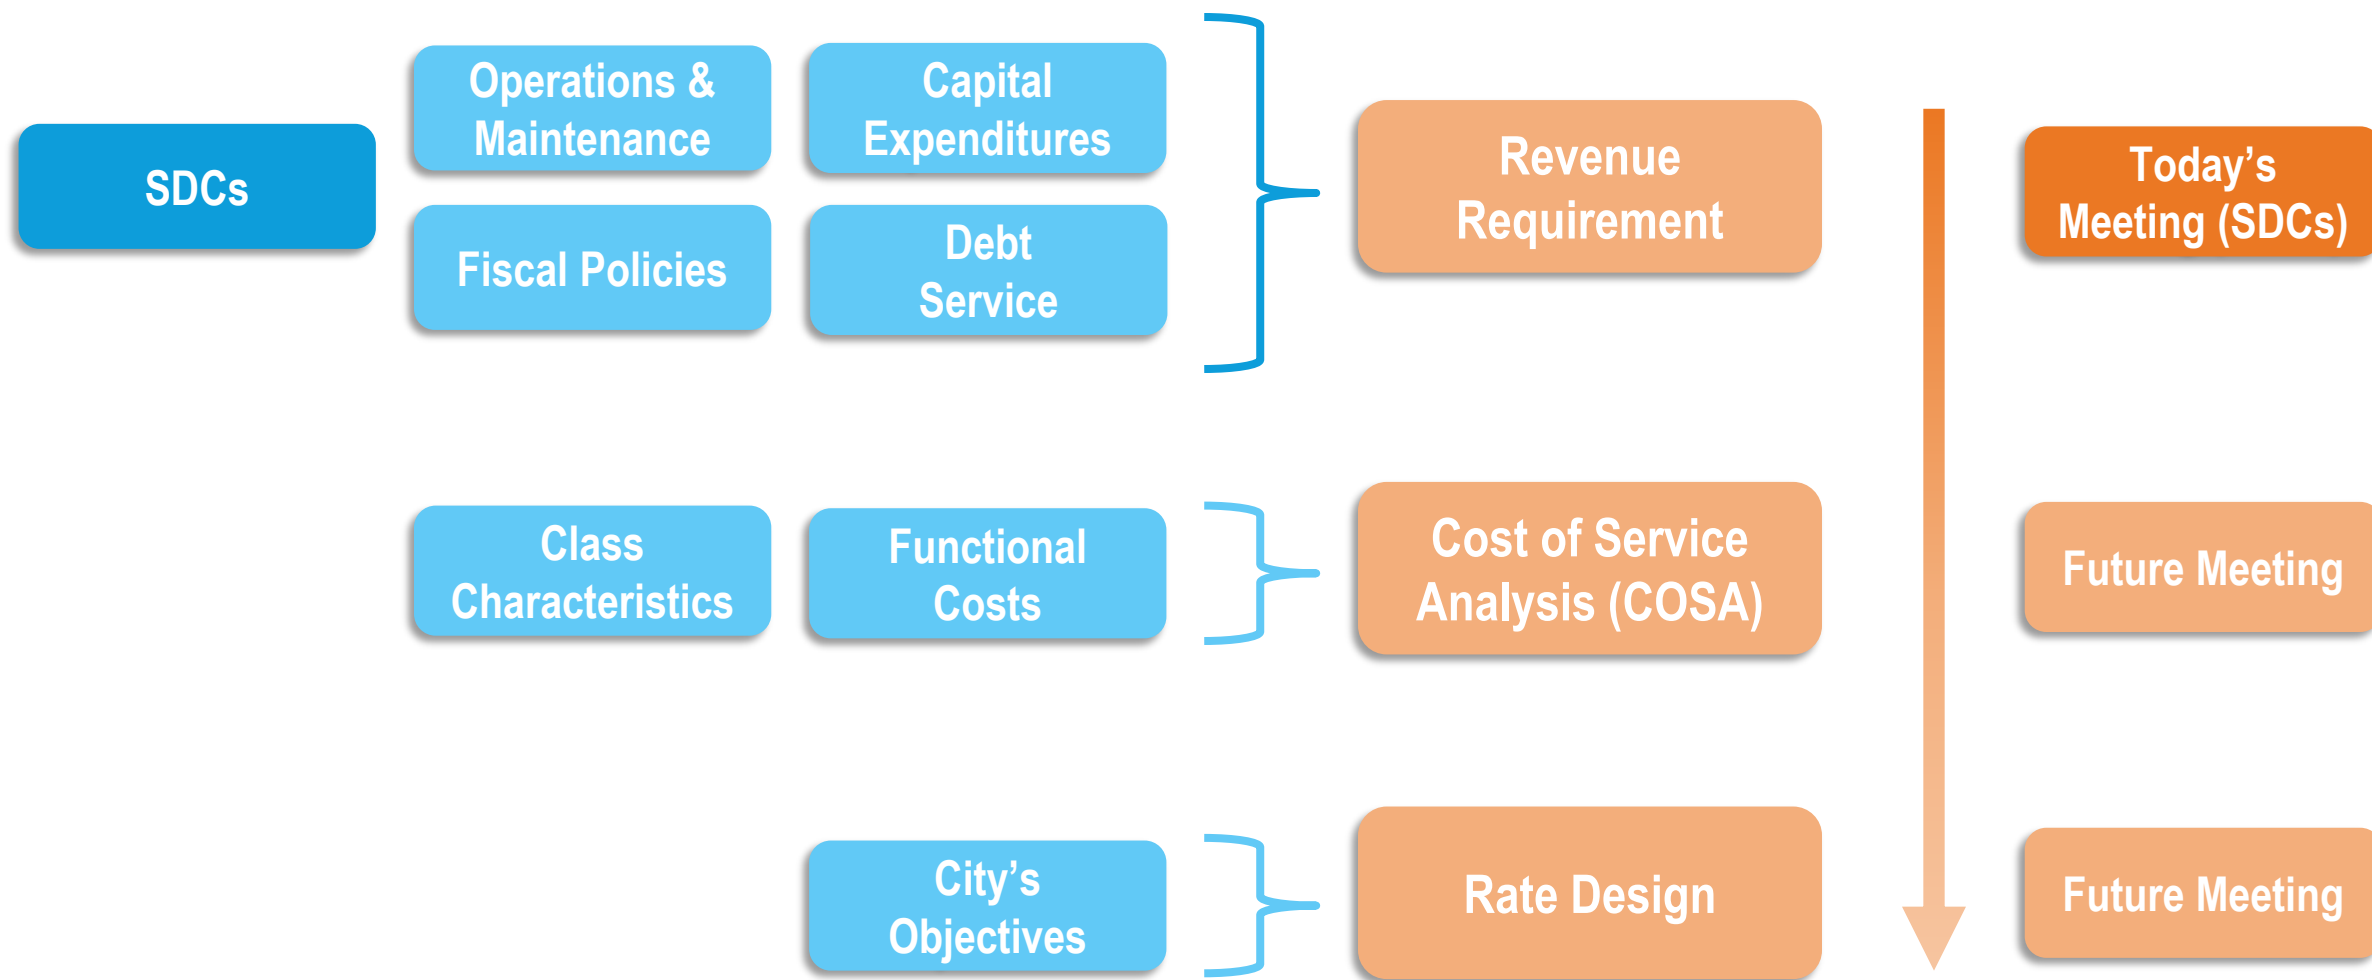 SDCs
Operations &
Maintenance
Capital
Expenditures
Fiscal Policies
Debt
Service
Revenue
Requirement
Today’s
Meeting (SDCs)
Class
Characteristics
Functional
Costs
Cost of Service
Analysis (COSA)
Future Meeting
City’s
Objectives
Rate Design
Future Meeting